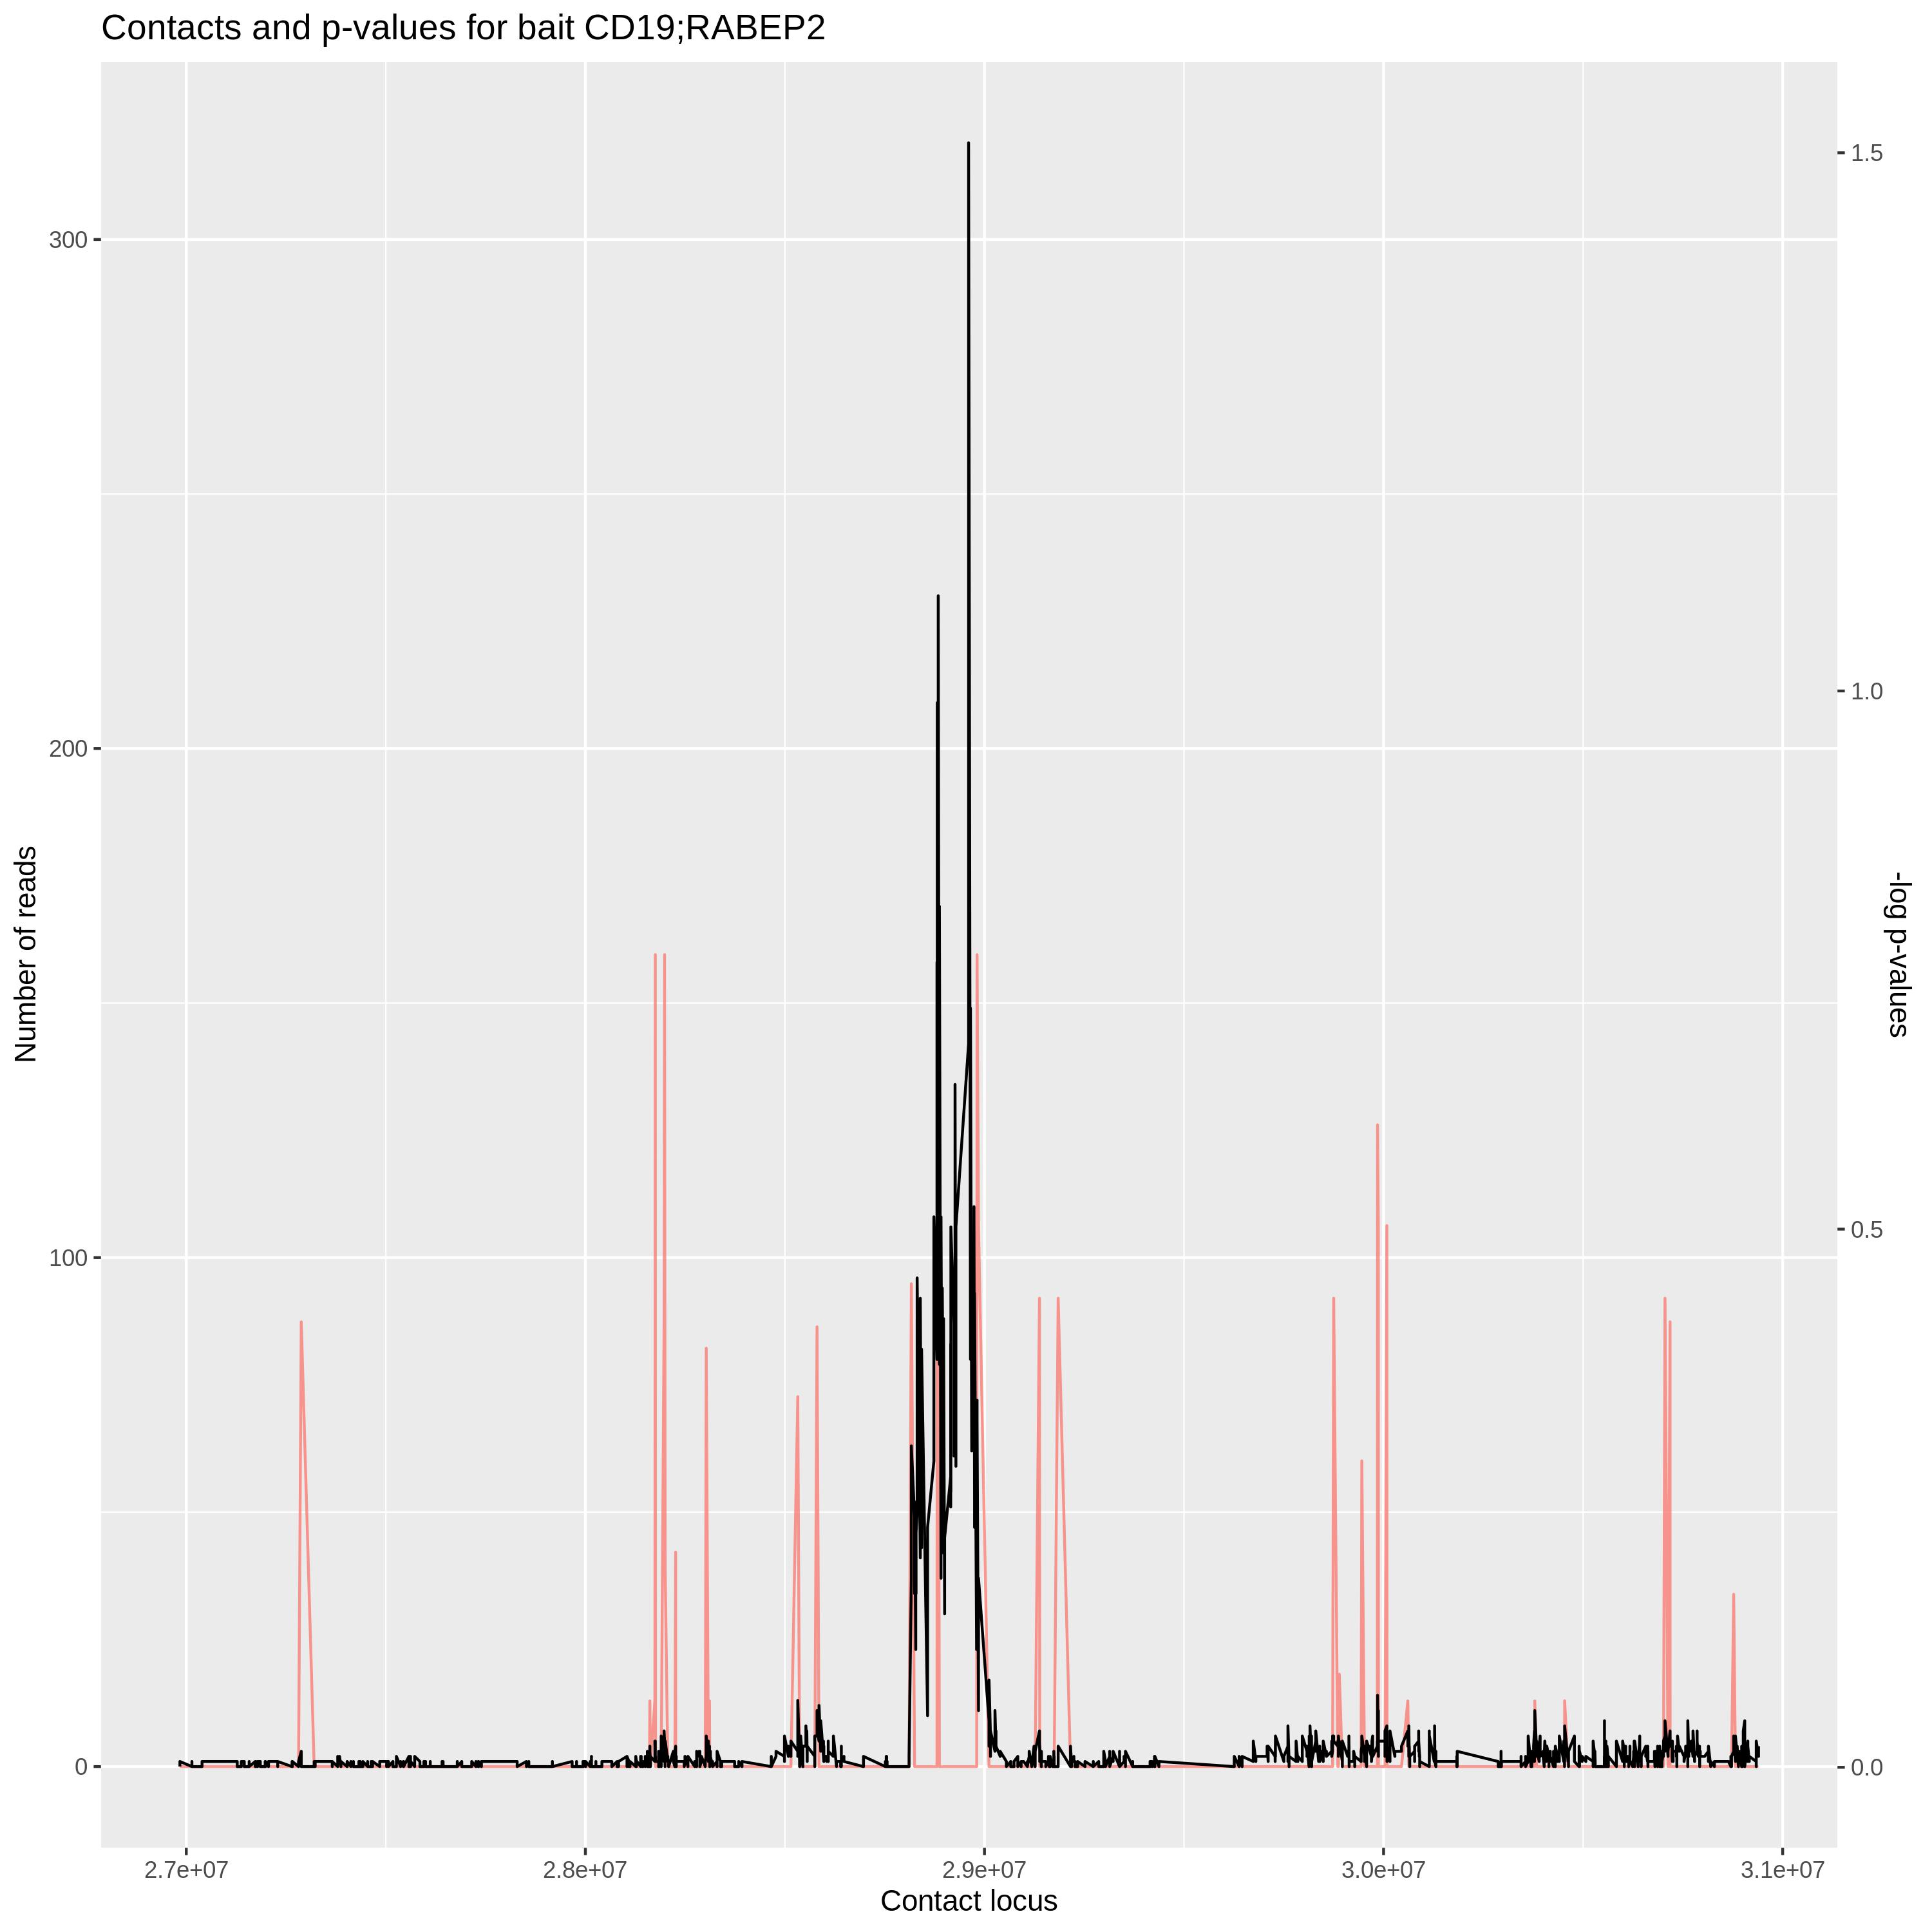 Contacts and p-values for bait CD19;RABEP2
Number of reads
300
200
100
0
1.5
1.0
0.5
0.0
-log p-values
2.7e+07
2.8e+07
2.9e+07
3.0e+07
3.1e+07
Contact locus